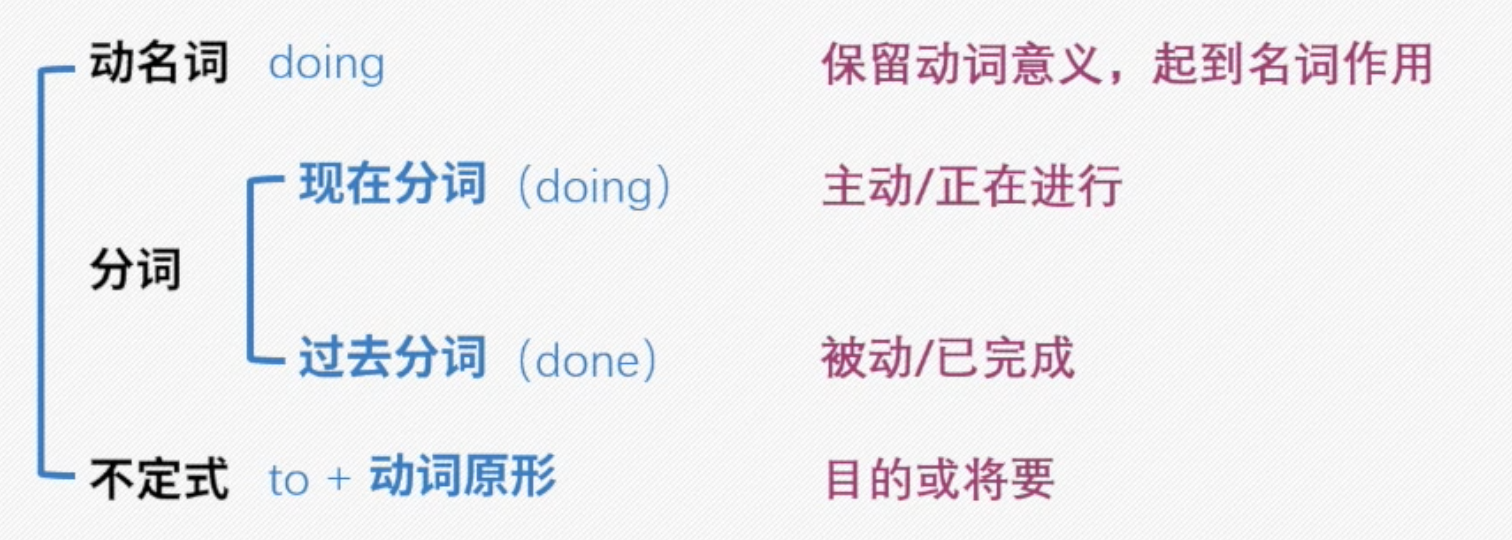 动名词 doing 保留动词意义，起到名词作用
现在分词（doing） 主动/正在进行
分词
过去分词（done） 被动/已完成
不定式 to + 动词原形 目的或将要